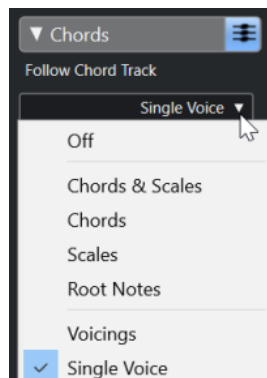 Chords
Follow Chord Track
Single Voice
Off
Chords & Scales
Chords
Scales
Root Notes
Voicings
Single Voice